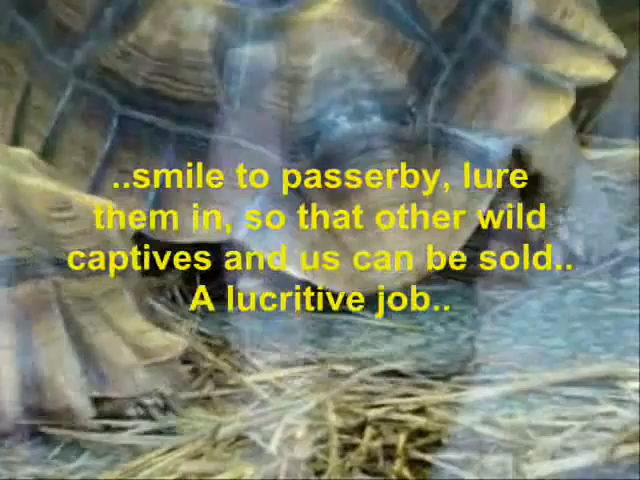 ..smile to passerby, lure
them in, so that other wild
captives and us can be sold..
A lucritive job..